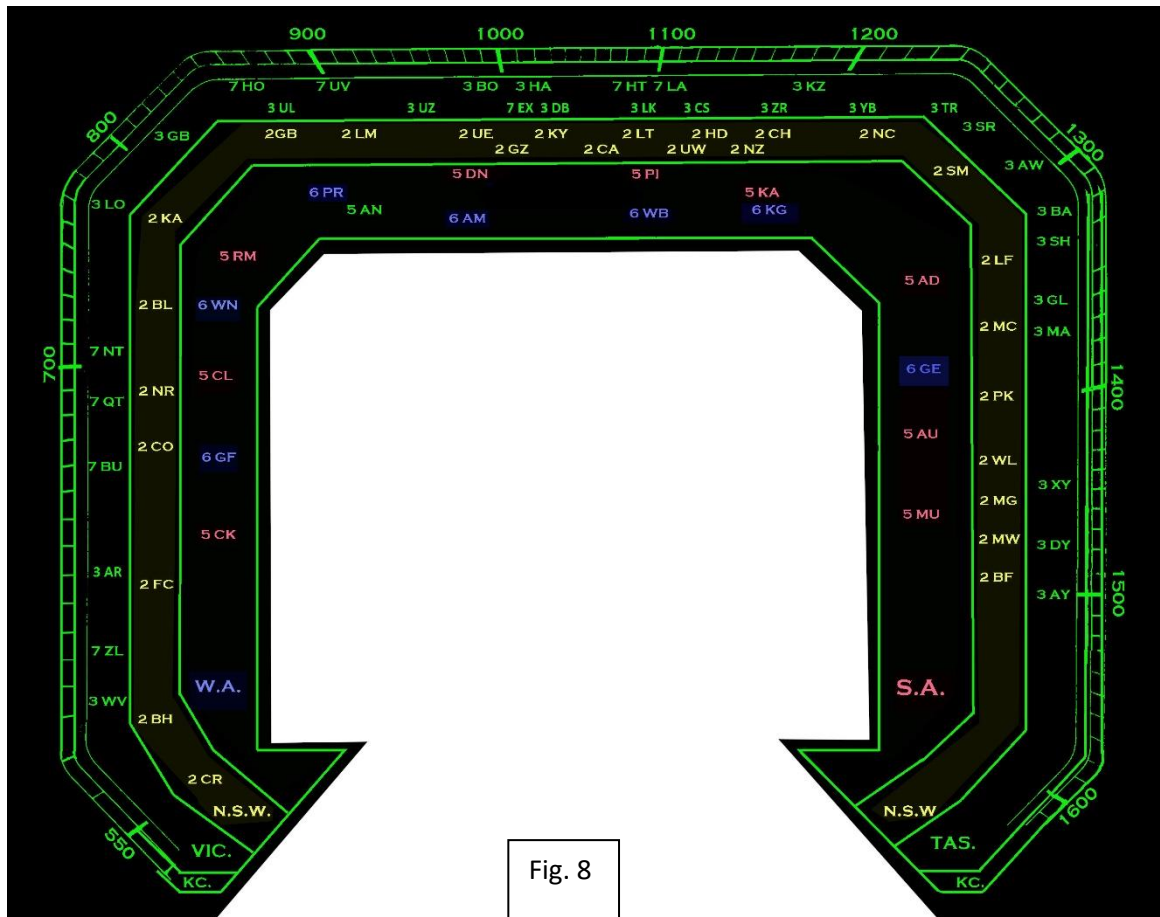 900 1000 1100 1200
7 HO 7 UV 3 BO 3 HA 7 HT 7 LA 3 KZ
3 UL 3 UZ 7 EX 3 DB 3 LK 3 CS 3 ZR 3 YB 3 TR
800 3 GB 2GB 2 LM 2 UE 2 KY 2 LT 2 HD 2 CH 2 NC 3 SR 1300
2 GZ 2 CA 2 UW 2 NZ
5 DN 5 PI 2 SM 3 AW
6 PR 5 KA
3 LO 5 AN 6 AM 6 WB 6 KG 3 BA
2 KA
3 SH
5 RM 2 LF
5 AD
2 BL 6 WN 3 GL
2 MC 3 MA
7 NT
700 5 CL 6 GE 1400
2 NR 2 PK
7 QT
5 AU
2 CO
6 GF 2 WL
7 BU
3 XY
2 MG
5 MU
5 CK 2 MW 3 DY
3 AR 2 FC 2 BF
3 AY 1500
7 ZL
W.A. S.A.
3 WV
2 BH
2 CR
N.S.W. N.S.W 1600
550
VIC. TAS.
Fig. 8
KC. KC.